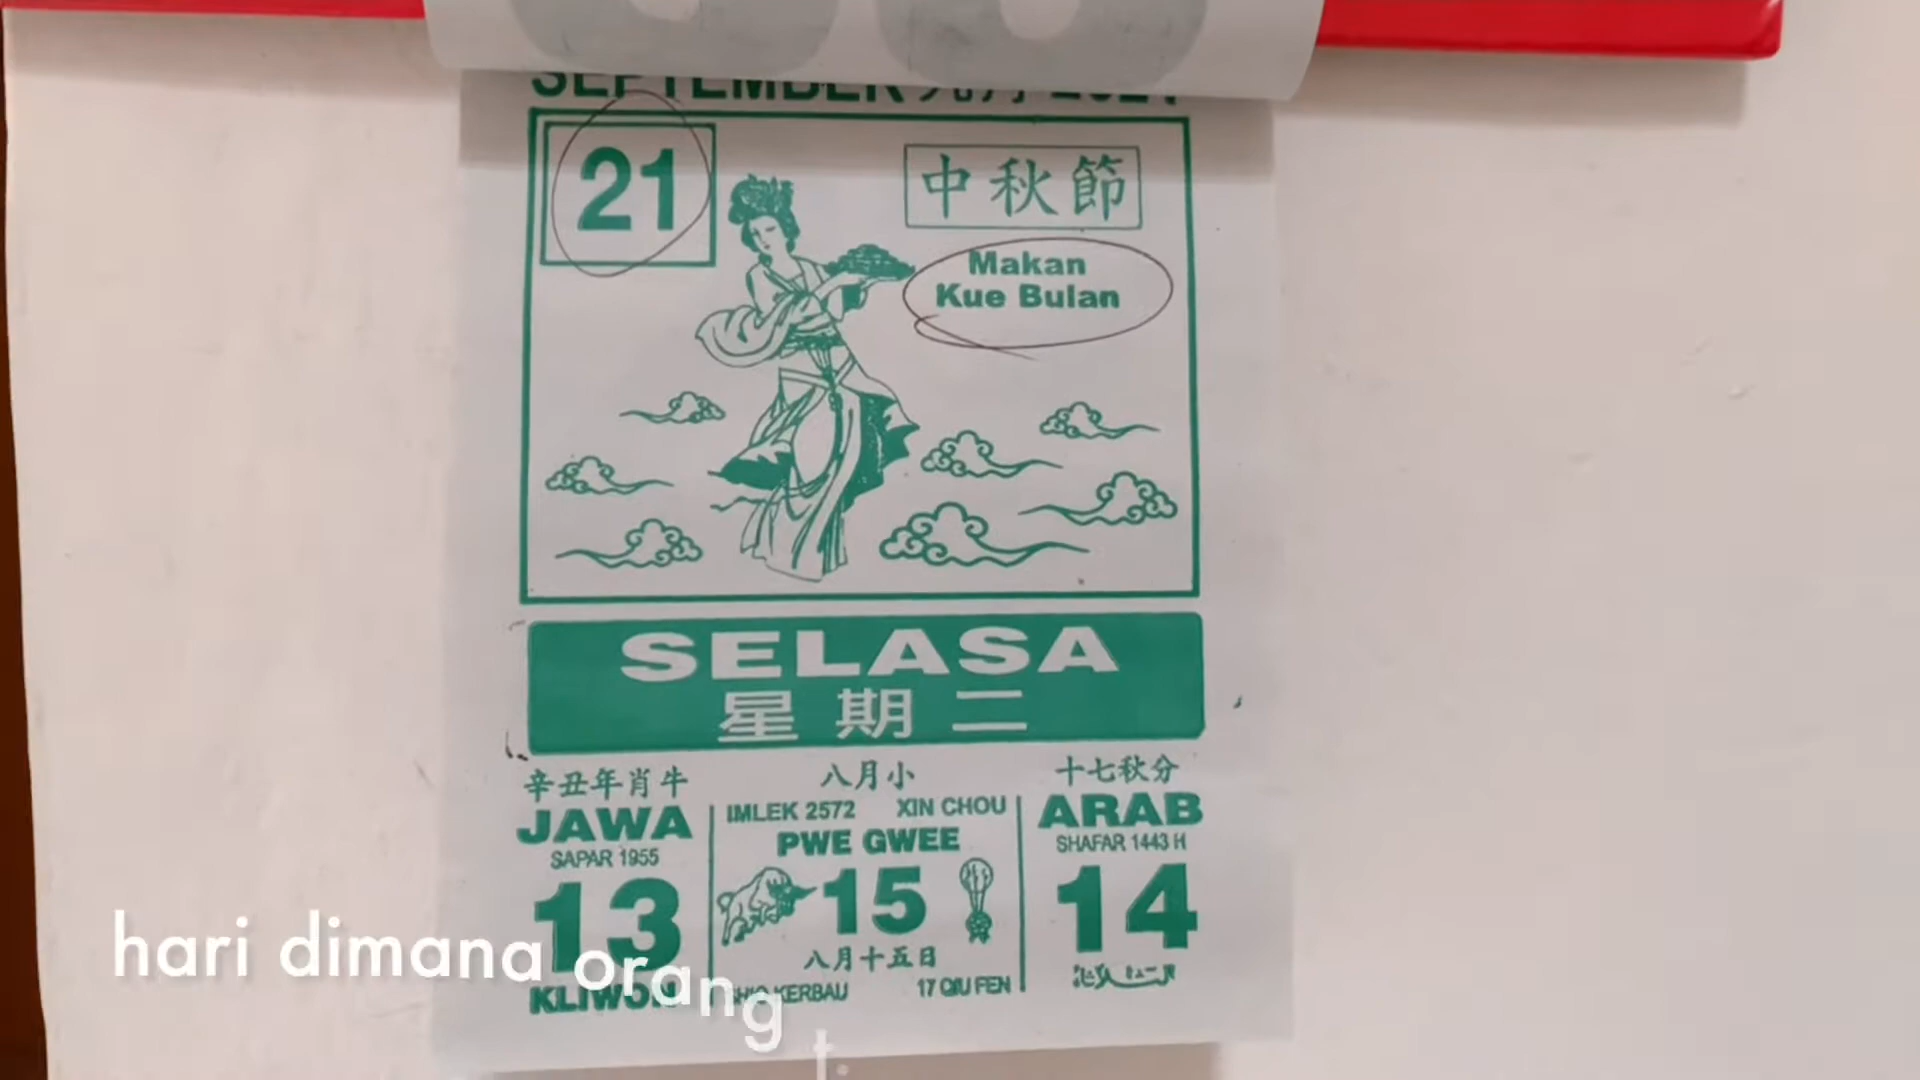 SEPTEMBER 九月 2021
21
中秋節
Makan
Kue Bulan
SELASA
星期二
辛丑年肖牛
八月小
十七秋分
JAWA
IMLEK 2572 XIN CHOU
ARAB
SAPAR 1955
PWE GWEE
SHAFAR 1443 H
13
15
14
八月十五日
KLIWON
SHIO KERBAU
17 QIU FEN
hari dimana orang t